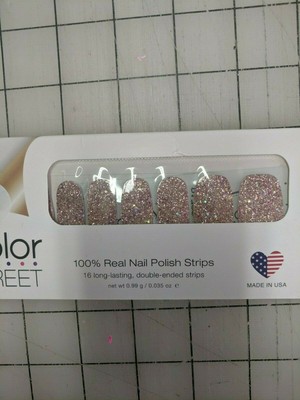 olor
REET
100% Real Nail Polish Strips
16 long-lasting, double-ended strips
net wt 0.99 g / 0.035 oz e
MADE IN USA